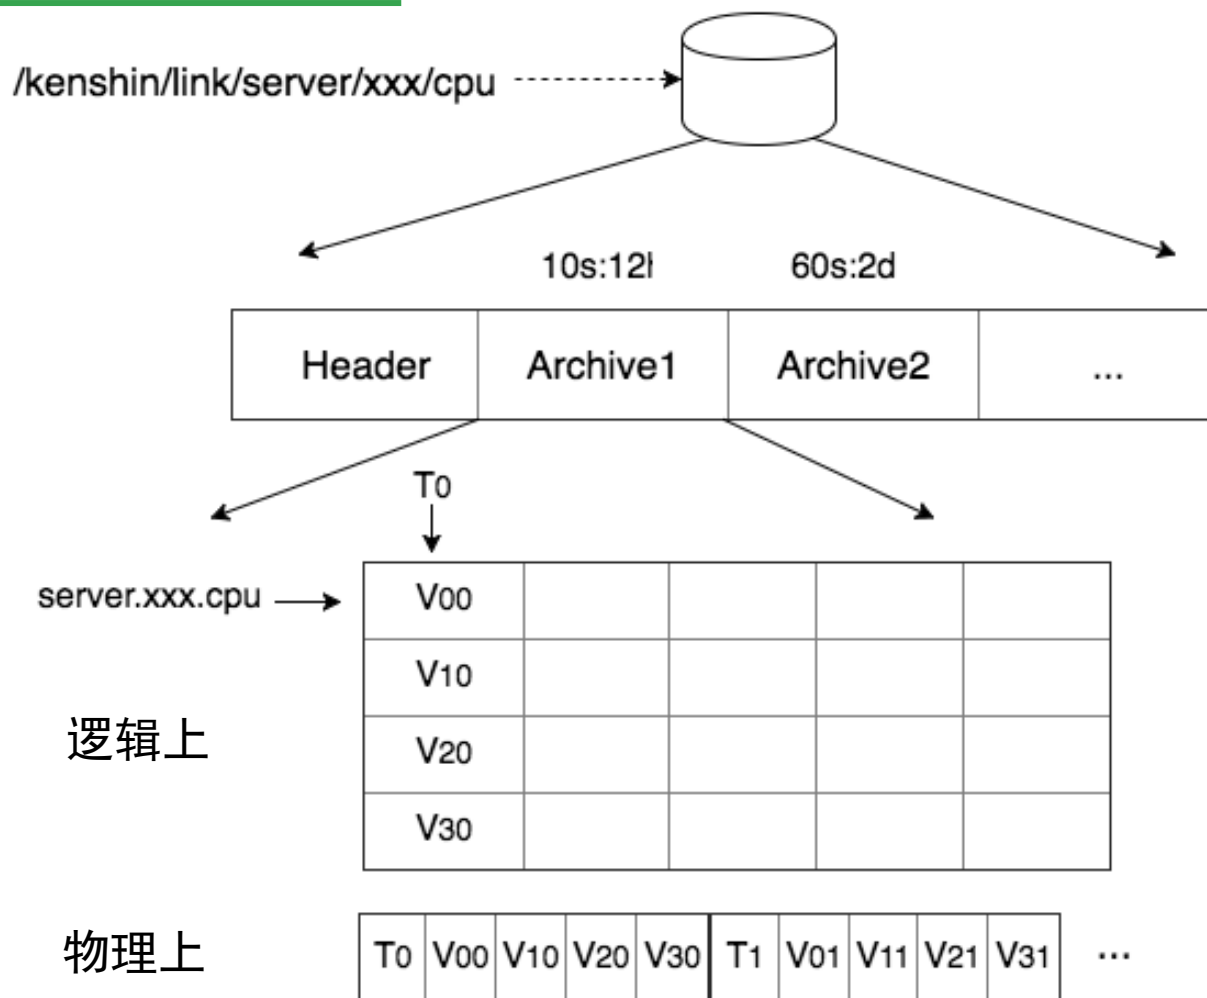 /kenshin/link/server/xxx/cpu
10s:12h 60s:2d
Header Archive1 Archive2 ...
T0
server.xxx.cpu V00
V10
逻辑上
V20
V30
物理上 T0 V00 V10 V20 V30 T1 V01 V11 V21 V31 ...